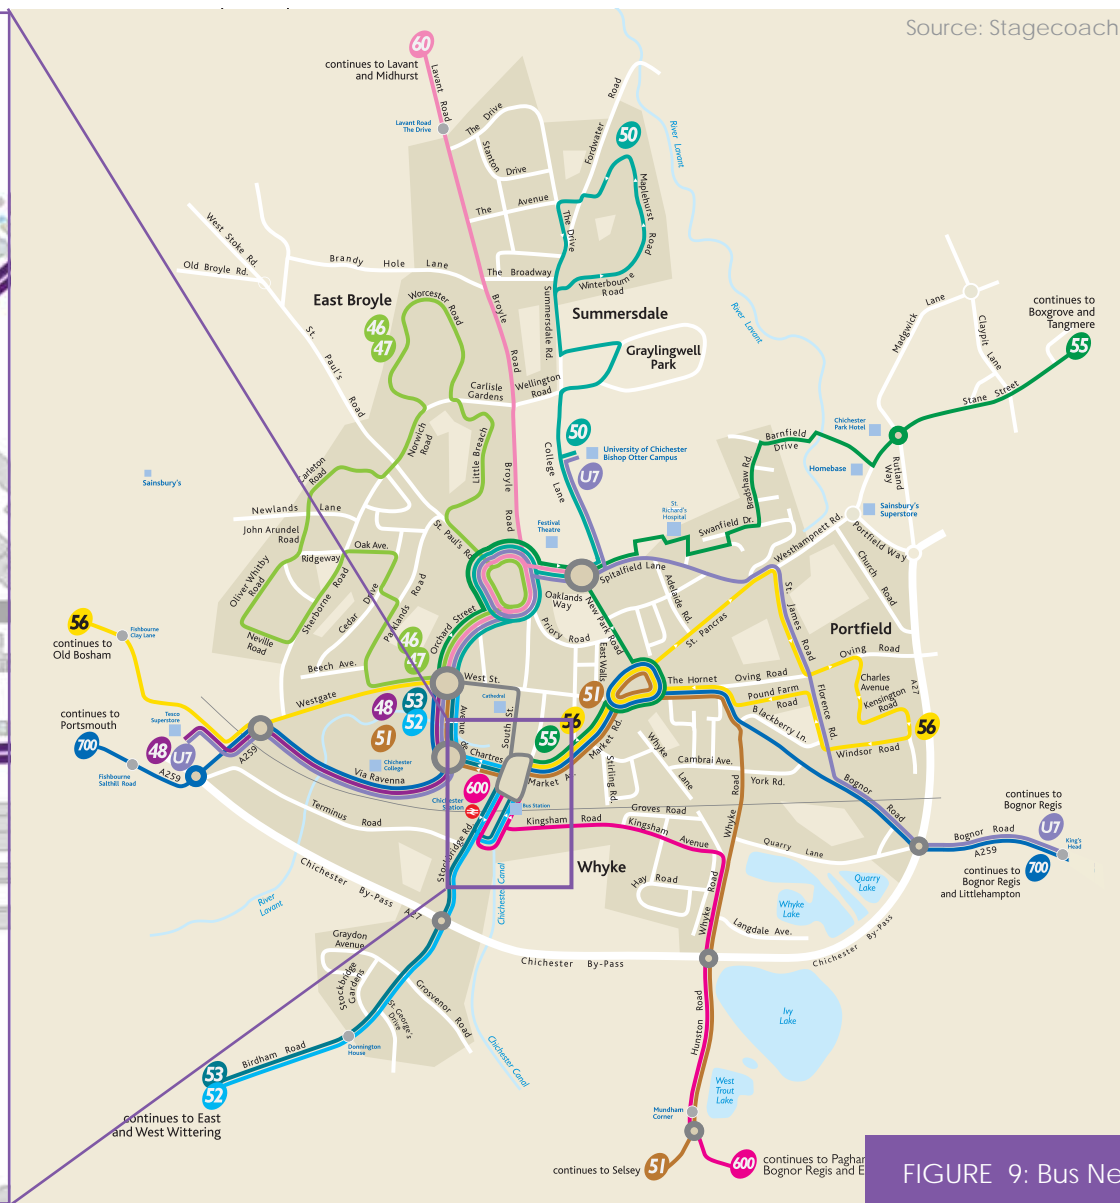 Source: Stagecoach
60
continues to Lavant
and Midhurst
Lavant Road
Lavant Road
The Drive
The Drive
Stanton
Drive
The Avenue
Fordwater Road
River Lavant
50
Maplehurst Road
The Drive
West Stoke Rd.
Old Broyle Rd.
Brandy Hole Lane
The Broadway
Winterbourne
Road
East Broyle
Worcester Road
Broyle Road
Summersdale Rd.
Summersdale
River Lavant
46
47
St. Paul's Road
Graylingwell
Park
Carlisle
Gardens
Wellington
Road
Madgwick Lane
Claypit Lane
continues to
Boxgrove and
Tangmere
55
Stane Street
Norwich
Road
Little Breach
Broyle Road
50
College Lane
University of Chichester
Bishop Otter Campus
U7
Chichester
Park Hotel
Barnfield
Drive
Homebase
Rutland
Way
Bradshaw Rd.
Sainsbury's
Carleton
Road
Newlands Lane
John Arundel
Road
Oak Ave.
Ridgeway
St. Paul's Rd.
Festival
Theatre
St.
Richard's
Hospital
Swanfield Dr.
Sainsbury's
Superstore
Westhampnett Rd.
Portfield Way
Church Road
Oliver Whitby
Road
Sherborne Road
Cedar Drive
Parklands Road
Neville
Road
Beech Ave.
Orchard Street
Oaklands
Way
Spitalfield Lane
New Park Road
Adelaide Rd.
St. Pancras
St. James Road
Priory Road
East Walls
Portfield
56
Fishbourne
Clay Lane
continues to
Old Bosham
46
47
Westgate
West St.
Cathedral
The Hornet
Oving Road
Oving Road
Pound Farm
Road
Charles
Avenue
Kensington
Road
A27
continues to
Portsmouth
700
Tesco
Superstore
48
U7
48
53
52
51
Avenue de Chartres
South St.
51
56
55
Market Rd.
Market Av.
Blackberry Ln.
Florence Rd.
Windsor Road
56
Fishbourne
Salthill Road
A259
A259
Via Ravenna
Chichester
College
600
Chichester
Station
Bus Station
Stirling Rd.
Whyke Lane
Cambrai Ave.
York Rd.
Whyke Road
Bognor Road
Terminus Road
Stockbridge Rd.
Kingsham Road
Groves Road
Kingsham Avenue
Quarry Lane
continues to
Bognor Regis
U7
Bognor Road
A259
King's
Head
700
continues to
Bognor Regis
and Littlehampton
Chichester By-Pass A27
Whyke
Hay Road
Whyke Road
Quarry
Lake
Whyke
Lake
Langdale Ave.
River
Lavant
Chichester Canal
Chichester By-Pass
Chichester By-Pass
Graydon
Avenue
Stockbridge
Gardens
St. George's
Drive
Grosvenor Road
Hunston Road
Ivy
Lake
Donnington
House
Birdham Road
Chichester Canal
53
52
continues to East
and West Wittering
West
Trout
Lake
Mundham
Corner
continues to Selsey
51
600
continues to Pagham
Bognor Regis and E
FIGURE 9: Bus Ne